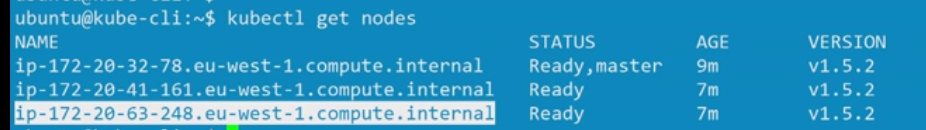 ubuntu@kube-cli:~$ kubectl get nodes
NAME STATUS AGE VERSION
ip-172-20-32-78.eu-west-1.compute.internal Ready,master 9m v1.5.2
ip-172-20-41-161.eu-west-1.compute.internal Ready 7m v1.5.2
ip-172-20-63-248.eu-west-1.compute.internal Ready 7m v1.5.2